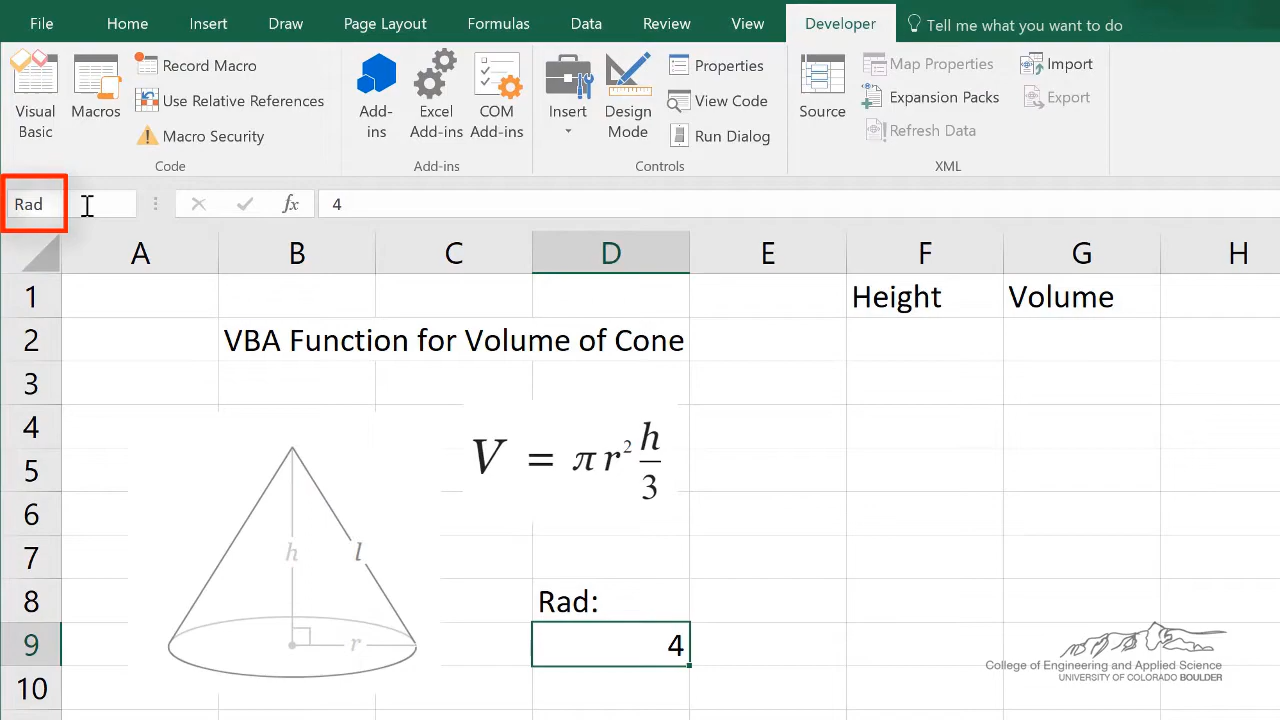 File Home Insert Draw Page Layout Formulas Data Review View Developer Tell me what you want to do
Visual Basic
Macros
Record Macro
Use Relative References
Macro Security
Code
Add-ins
Excel Add-ins
COM Add-ins
Add-ins
Insert
Design Mode
Properties
View Code
Run Dialog
Controls
Source
Map Properties
Expansion Packs
Refresh Data
Import
Export
XML
Rad fx 4
A B C D E F G H
1 Height Volume
2 VBA Function for Volume of Cone
3
4
5 V = π r² h/3
6
7 h l
8 Rad:
9 r 4
10
College of Engineering and Applied Science
UNIVERSITY OF COLORADO BOULDER